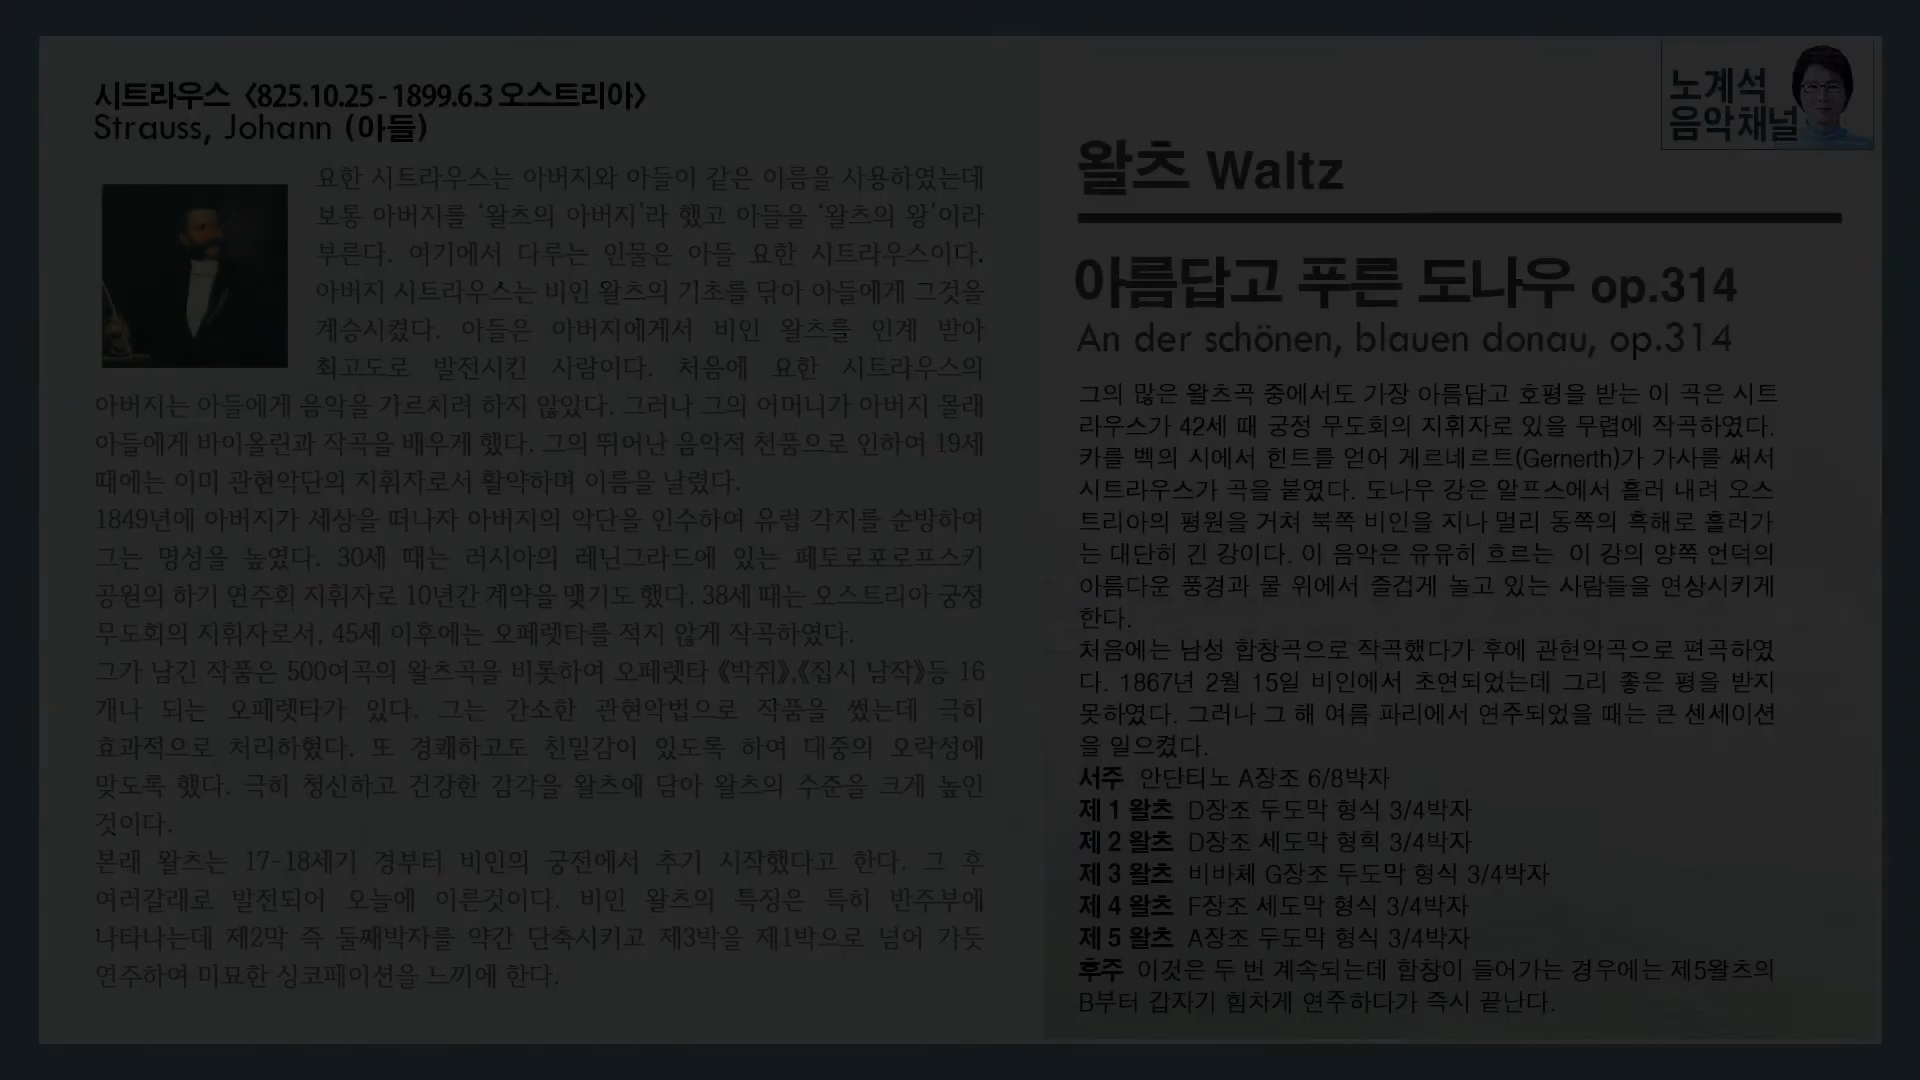 시트라우스 〈825.10.25 - 1899.6.3 오스트리아〉
Strauss, Johann (아들)
요한 시트라우스는 아버지와 아들이 같은 이름을 사용하였는데
보통 아버지를 '왈츠의 아버지'라 했고 아들을 '왈츠의 왕'이라
부른다. 여기에서 다루는 인물은 아들 요한 시트라우스이다.
아버지 시트라우스는 비인 왈츠의 기초를 닦아 아들에게 그것을
계승시켰다. 아들은 아버지에게서 비인 왈츠를 인계 받아
최고도로 발전시킨 사람이다. 처음에 요한 시트라우스의
아버지는 아들에게 음악을 가르치려 하지 않았다. 그러나 그의 어머니가 아버지 몰래
아들에게 바이올린과 작곡을 배우게 했다. 그의 뛰어난 음악적 천품으로 인하여 19세
때에는 이미 관현악단의 지휘자로서 활약하며 이름을 날렸다.
1849년에 아버지가 세상을 떠나자 아버지의 악단을 인수하여 유럽 각지를 순방하여
그는 명성을 높였다. 30세 때는 러시아의 레닌그라드에 있는 페토로포로프스키
공원의 하기 연주회 지휘자로 10년간 계약을 맺기도 했다. 38세 때는 오스트리아 궁정
무도회의 지휘자로서, 45세 이후에는 오페렛타를 적지 않게 작곡하였다.
그가 남긴 작품은 500여곡의 왈츠곡을 비롯하여 오페렛타 《박쥐》,《집시 남작》등 16
개나 되는 오페렛타가 있다. 그는 간소한 관현악법으로 작품을 썼는데 극히
효과적으로 처리하혔다. 또 경쾌하고도 친밀감이 있도록 하여 대중의 오락성에
맞도록 했다. 극히 청신하고 건강한 감각을 왈츠에 담아 왈츠의 수준을 크게 높인
것이다.
본래 왈츠는 17-18세기 경부터 비인의 궁전에서 추기 시작했다고 한다. 그 후
여러갈래로 발전되어 오늘에 이른것이다. 비인 왈츠의 특징은 특히 반주부에
나타나는데 제2막 즉 둘째박자를 약간 단축시키고 제3박을 제1박으로 넘어 가듯
연주하여 미묘한 싱코페이션을 느끼에 한다.
노계석
음악채널
왈츠 Waltz
아름답고 푸른 도나우 op.314
An der schönen, blauen donau, op.314
그의 많은 왈츠곡 중에서도 가장 아름답고 호평을 받는 이 곡은 시트
라우스가 42세 때 궁정 무도회의 지휘자로 있을 무렵에 작곡하였다.
카를 벡의 시에서 힌트를 얻어 게르네르트(Gernerth)가 가사를 써서
시트라우스가 곡을 붙였다. 도나우 강은 알프스에서 흘러 내려 오스
트리아의 평원을 거쳐 북쪽 비인을 지나 멀리 동쪽의 흑해로 흘러가
는 대단히 긴 강이다. 이 음악은 유유히 흐르는 이 강의 양쪽 언덕의
아름다운 풍경과 물 위에서 즐겁게 놀고 있는 사람들을 연상시키게
한다.
처음에는 남성 합창곡으로 작곡했다가 후에 관현악곡으로 편곡하였
다. 1867년 2월 15일 비인에서 초연되었는데 그리 좋은 평을 받지
못하였다. 그러나 그 해 여름 파리에서 연주되었을 때는 큰 센세이션
을 일으켰다.
서주 안단티노 A장조 6/8박자
제 1 왈츠 D장조 두도막 형식 3/4박자
제 2 왈츠 D장조 세도막 형힉 3/4박자
제 3 왈츠 비바체 G장조 두도막 형식 3/4박자
제 4 왈츠 F장조 세도막 형식 3/4박자
제 5 왈츠 A장조 두도막 형식 3/4박자
후주 이것은 두 번 계속되는데 합창이 들어가는 경우에는 제5왈츠의
B부터 갑자기 힘차게 연주하다가 즉시 끝난다.